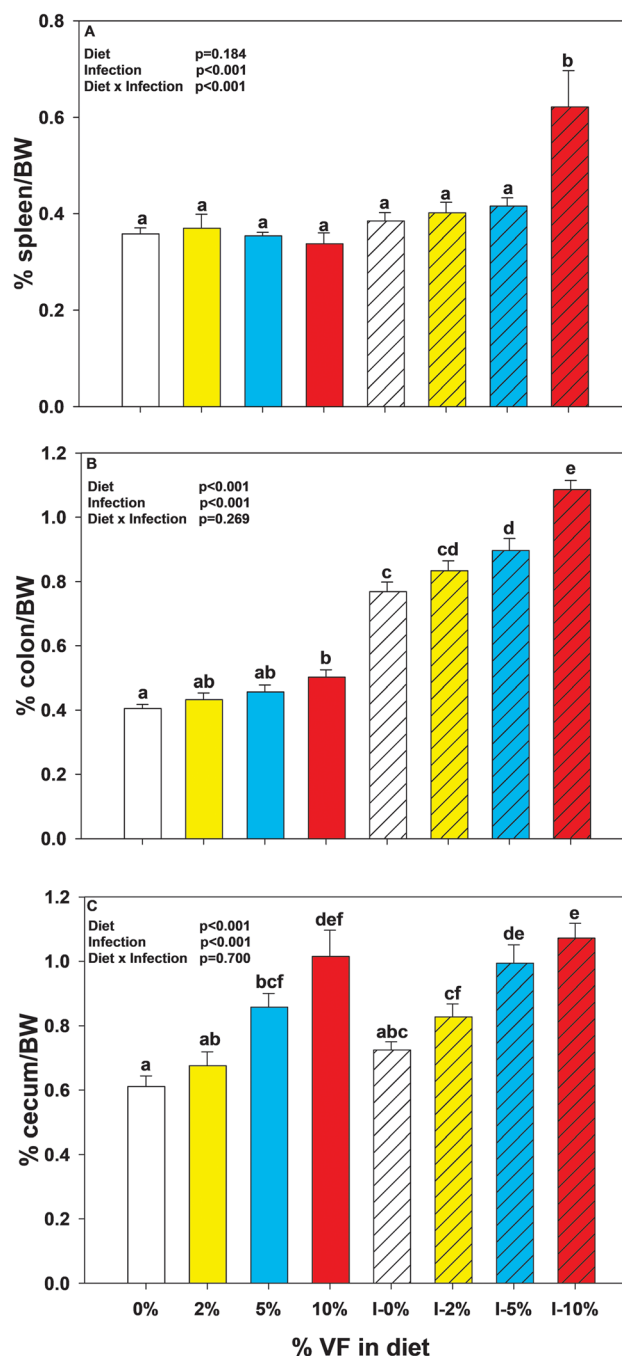 A
Diet p=0.184
Infection p<0.001
Diet x Infection p<0.001
0.8
0.6
0.4
0.2
0.0
% spleen/BW
a
a
a
a
a
a
a
b
B
Diet p<0.001
Infection p<0.001
Diet x Infection p=0.269
1.2
1.0
0.8
0.6
0.4
0.2
0.0
% colon/BW
a
ab
ab
b
c
cd
d
e
C
Diet p<0.001
Infection p<0.001
Diet x Infection p=0.700
1.2
1.0
0.8
0.6
0.4
0.2
0.0
% cecum/BW
a
ab
bcf
def
abc
cf
de
e
0% 2% 5% 10% I-0% I-2% I-5% I-10%
% VF in diet